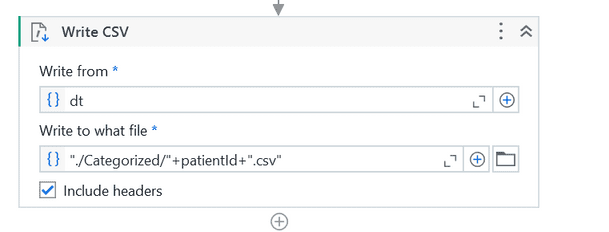 Write CSV
Write from *
{} dt
Write to what file *
{} "./Categorized/"+patientId+".csv"
Include headers